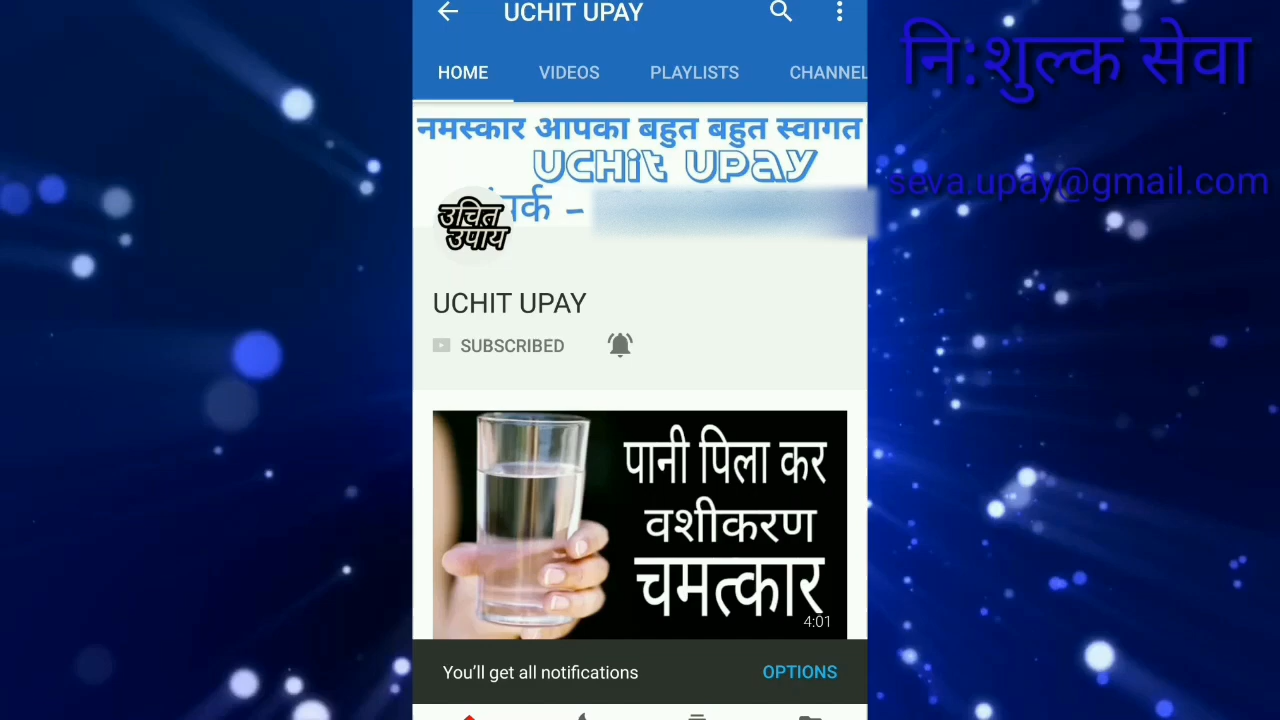 UCHIT UPAY
HOME VIDEOS PLAYLISTS CHANNEL
नमस्कार आपका बहुत बहुत स्वागत
UCHIT UPAY
उचित
उपाय
UCHIT UPAY
SUBSCRIBED
पानी पिला कर
वशीकरण
चमत्कार
4:01
You'll get all notifications OPTIONS
नि:शुल्क सेवा
seva.upay@gmail.com